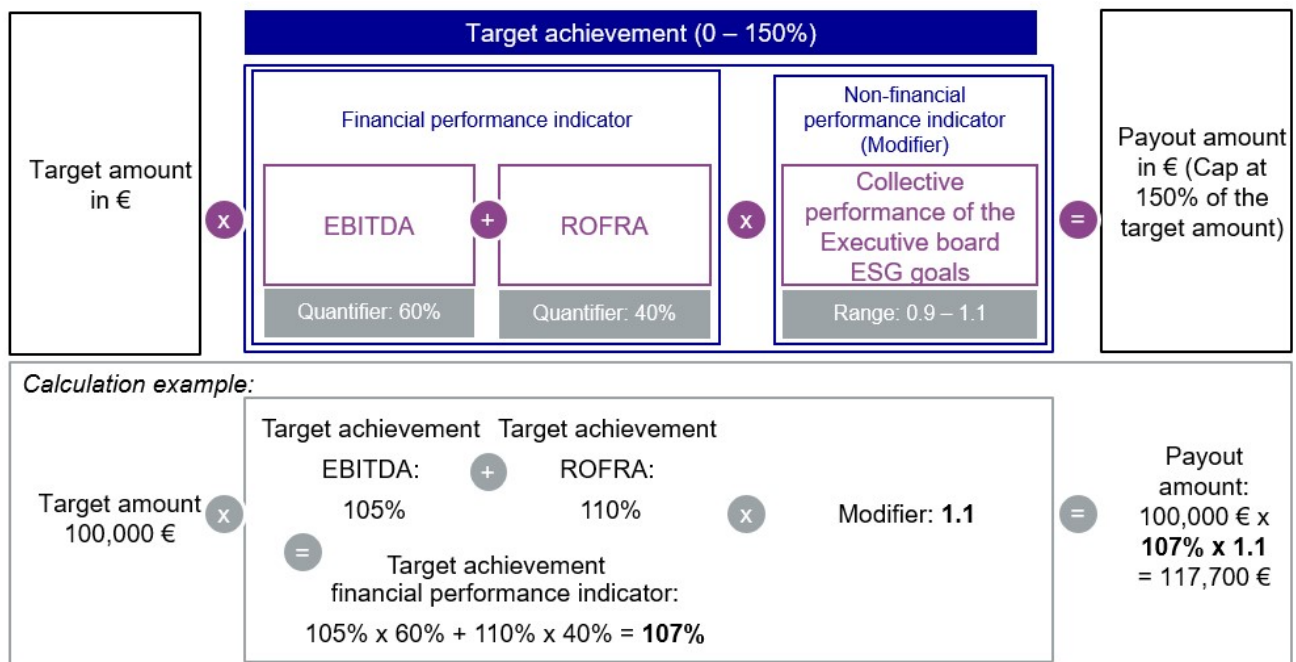 Target achievement (0 – 150%)
Target amount
in €
x
Financial performance indicator
EBITDA
Quantifier: 60%
+
ROFRA
Quantifier: 40%
x
Non-financial
performance indicator
(Modifier)
Collective
performance of the
Executive board
ESG goals
Range: 0.9 – 1.1
=
Payout amount
in € (Cap at
150% of the
target amount)
Calculation example:
Target amount
100,000 €
x
Target achievement
EBITDA:
105%
+
Target achievement
ROFRA:
110%
=
Target achievement
financial performance indicator:
105% x 60% + 110% x 40% = 107%
x
Modifier: 1.1
=
Payout
amount:
100,000 € x
107% x 1.1
= 117,700 €